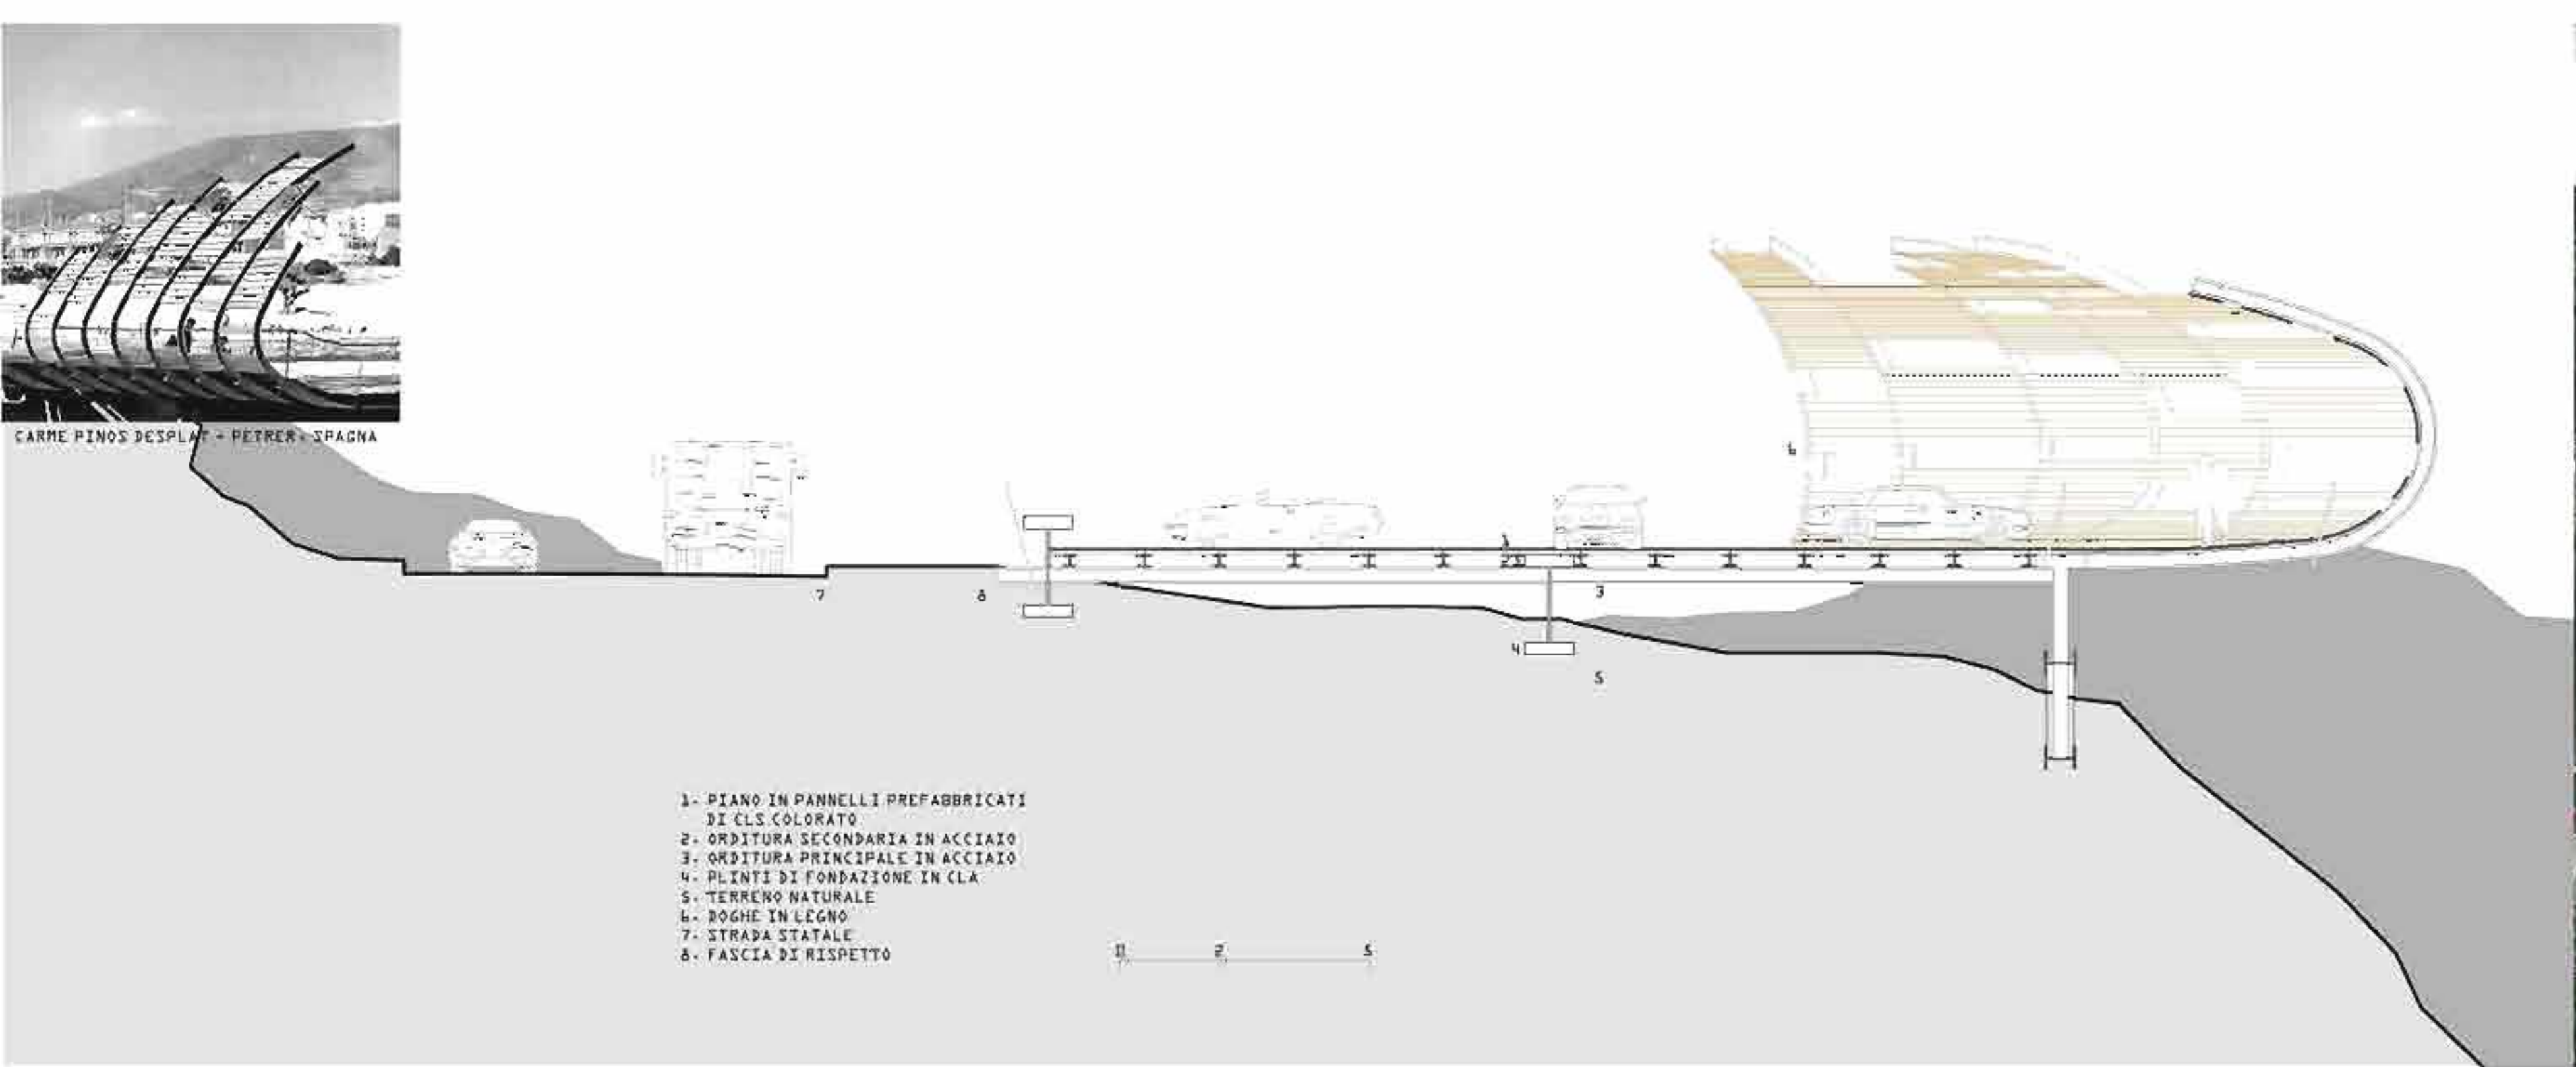 CARME PINOS DESPLAT - PETRER. SPAGNA
6
1
2
7
8
3
4
5
1. PIANO IN PANNELLI PREFABBRICATI
DI CLS COLORATO
2. ORDITURA SECONDARIA IN ACCIAIO
3. ORDITURA PRINCIPALE IN ACCIAIO
4. PLINTI DI FONDAZIONE IN CLA
5. TERRENO NATURALE
6. DOGHE IN LEGNO
7. STRADA STATALE
8. FASCIA DI RISPETTO
0 2 5